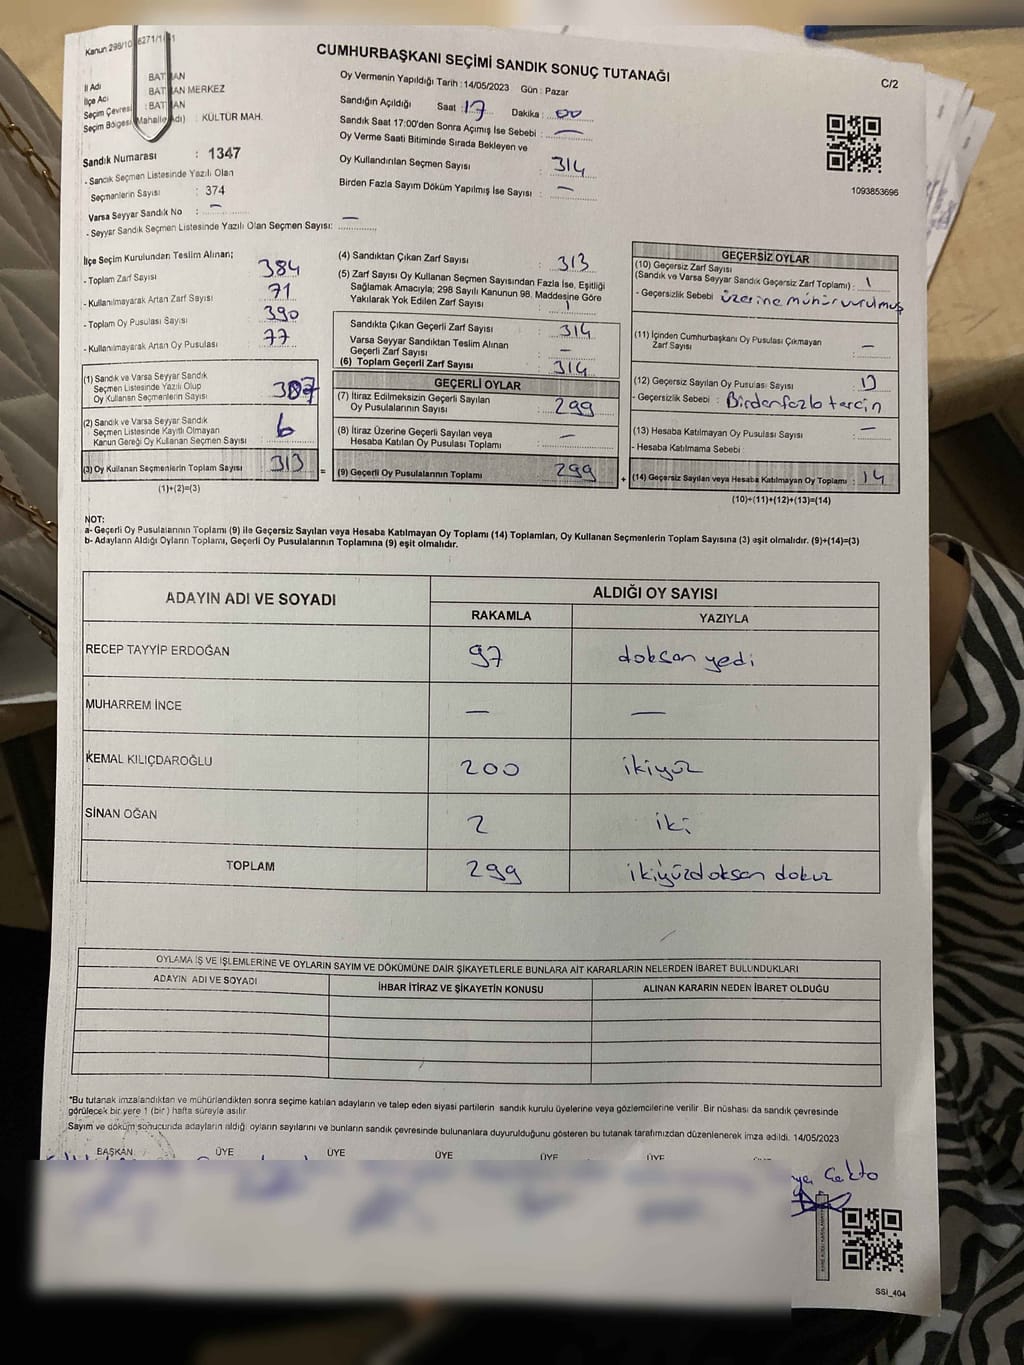 Kanun 298/10
CUMHURBAŞKANI SEÇİMİ SANDIK SONUÇ TUTANAĞI
C/2
İl Adı : BATMAN
İlçe Adı : BATMAN MERKEZ
Seçim Çevresi : BATMAN
Seçim Bölgesi (Mahalle Adı) : KÜLTÜR MAH.
Sandık Numarası : 1347
- Sandık Seçmen Listesinde Yazılı Olan
Seçmenlerin Sayısı : 374
Varsa Seyyar Sandık No : –
- Seyyar Sandık Seçmen Listesinde Yazılı Olan Seçmen Sayısı: –
Oy Vermenin Yapıldığı Tarih : 14/05/2023 Gün : Pazar
Sandığın Açıldığı Saat : 17 Dakika : 00
Sandık Saat 17:00'den Sonra Açımış İse Sebebi : –
Oy Verme Saati Bitiminde Sırada Bekleyen ve
Oy Kullandırılan Seçmen Sayısı : 314
Birden Fazla Sayım Döküm Yapılmış İse Sayısı : –
1093853696
İlçe Seçim Kurulundan Teslim Alınan;
- Toplam Zarf Sayısı 384
- Kullanılmayarak Artan Zarf Sayısı 71
- Toplam Oy Pusulası Sayısı 390
- Kullanılmayarak Artan Oy Pusulası 77
(1) Sandık ve Varsa Seyyar Sandık
Seçmen Listesinde Yazılı Olup
Oy Kullanan Seçmenlerin Sayısı : 307
(2) Sandık ve Varsa Seyyar Sandık
Seçmen Listesinde Kayıtlı Olmayan
Kanun Gereği Oy Kullanan Seçmen Sayısı : 6
(3) Oy Kullanan Seçmenlerin Toplam Sayısı 313 =
(1)+(2)=(3)
(4) Sandıktan Çıkan Zarf Sayısı : 313
(5) Zarf Sayısı Oy Kullanan Seçmen Sayısından Fazla İse, Eşitliği
Sağlamak Amacıyla; 298 Sayılı Kanunun 98. Maddesine Göre
Yakılarak Yok Edilen Zarf Sayısı : 1
Sandıkta Çıkan Geçerli Zarf Sayısı : 314
Varsa Seyyar Sandıktan Teslim Alınan
Geçerli Zarf Sayısı : –
(6) Toplam Geçerli Zarf Sayısı : 314
GEÇERLİ OYLAR
(7) İtiraz Edilmeksizin Geçerli Sayılan
Oy Pusulalarının Sayısı : 299
(8) İtiraz Üzerine Geçerli Sayılan veya
Hesaba Katılan Oy Pusulası Toplamı : –
(9) Geçerli Oy Pusulalarının Toplamı : 299 +
GEÇERSİZ OYLAR
(10) Geçersiz Zarf Sayısı
(Sandık ve Varsa Seyyar Sandık Geçersiz Zarf Toplamı) : 1
- Geçersizlik Sebebi : üzerine mühür vurulmuş
(11) İçinden Cumhurbaşkanı Oy Pusulası Çıkmayan
Zarf Sayısı : –
(12) Geçersiz Sayılan Oy Pusulası Sayısı :
- Geçersizlik Sebebi : Birden fazla tercin
(13) Hesaba Katılmayan Oy Pusulası Sayısı : –
- Hesaba Katılmama Sebebi :
(14) Geçersiz Sayılan veya Hesaba Katılmayan Oy Toplamı : 14
(10)+(11)+(12)+(13)=(14)
NOT:
a- Geçerli Oy Pusulalarının Toplamı (9) ile Geçersiz Sayılan veya Hesaba Katılmayan Oy Toplamı (14) Toplamları, Oy Kullanan Seçmenlerin Toplam Sayısına (3) eşit olmalıdır. (9)+(14)=(3)
b- Adayların Aldığı Oyların Toplamı, Geçerli Oy Pusulalarının Toplamına (9) eşit olmalıdır.
ADAYIN ADI VE SOYADI ALDIĞI OY SAYISI
RAKAMLA YAZIYLA
RECEP TAYYİP ERDOĞAN 97 doksan yedi
MUHARREM İNCE – –
KEMAL KILIÇDAROĞLU 200 ikiyüz
SİNAN OĞAN 2 iki
TOPLAM 299 ikiyüzdoksan dokuz
OYLAMA İŞ VE İŞLEMLERİNE VE OYLARIN SAYIM VE DÖKÜMÜNE DAİR ŞİKAYETLERLE BUNLARA AİT KARARLARIN NELERDEN İBARET BULUNDUKLARI
ADAYIN ADI VE SOYADI İHBAR İTİRAZ VE ŞİKAYETİN KONUSU ALINAN KARARIN NEDEN İBARET OLDUĞU
*Bu tutanak imzalandıktan ve mühürlendikten sonra seçime katılan adayların ve talep eden siyasi partilerin sandık kurulu üyelerine veya gözlemcilerine verilir. Bir nüshası da sandık çevresinde
görülecek bir yere 1 (bir) hafta süreyle asılır.
Sayım ve döküm sonucunda adayların aldığı oyların sayılarını ve bunların sandık çevresinde bulunanlara duyurulduğunu gösteren bu tutanak tarafımızdan düzenlenerek imza edildi. 14/05/2023
BAŞKAN ÜYE ÜYE ÜYE ÜYE ÜYE
SSI_404